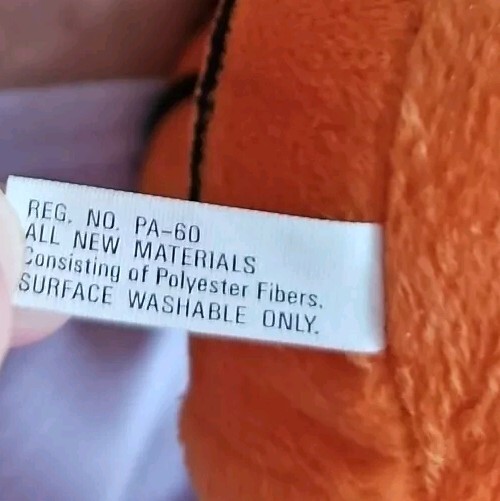 REG. NO. PA-60
ALL NEW MATERIALS
Consisting of Polyester Fibers.
SURFACE WASHABLE ONLY.